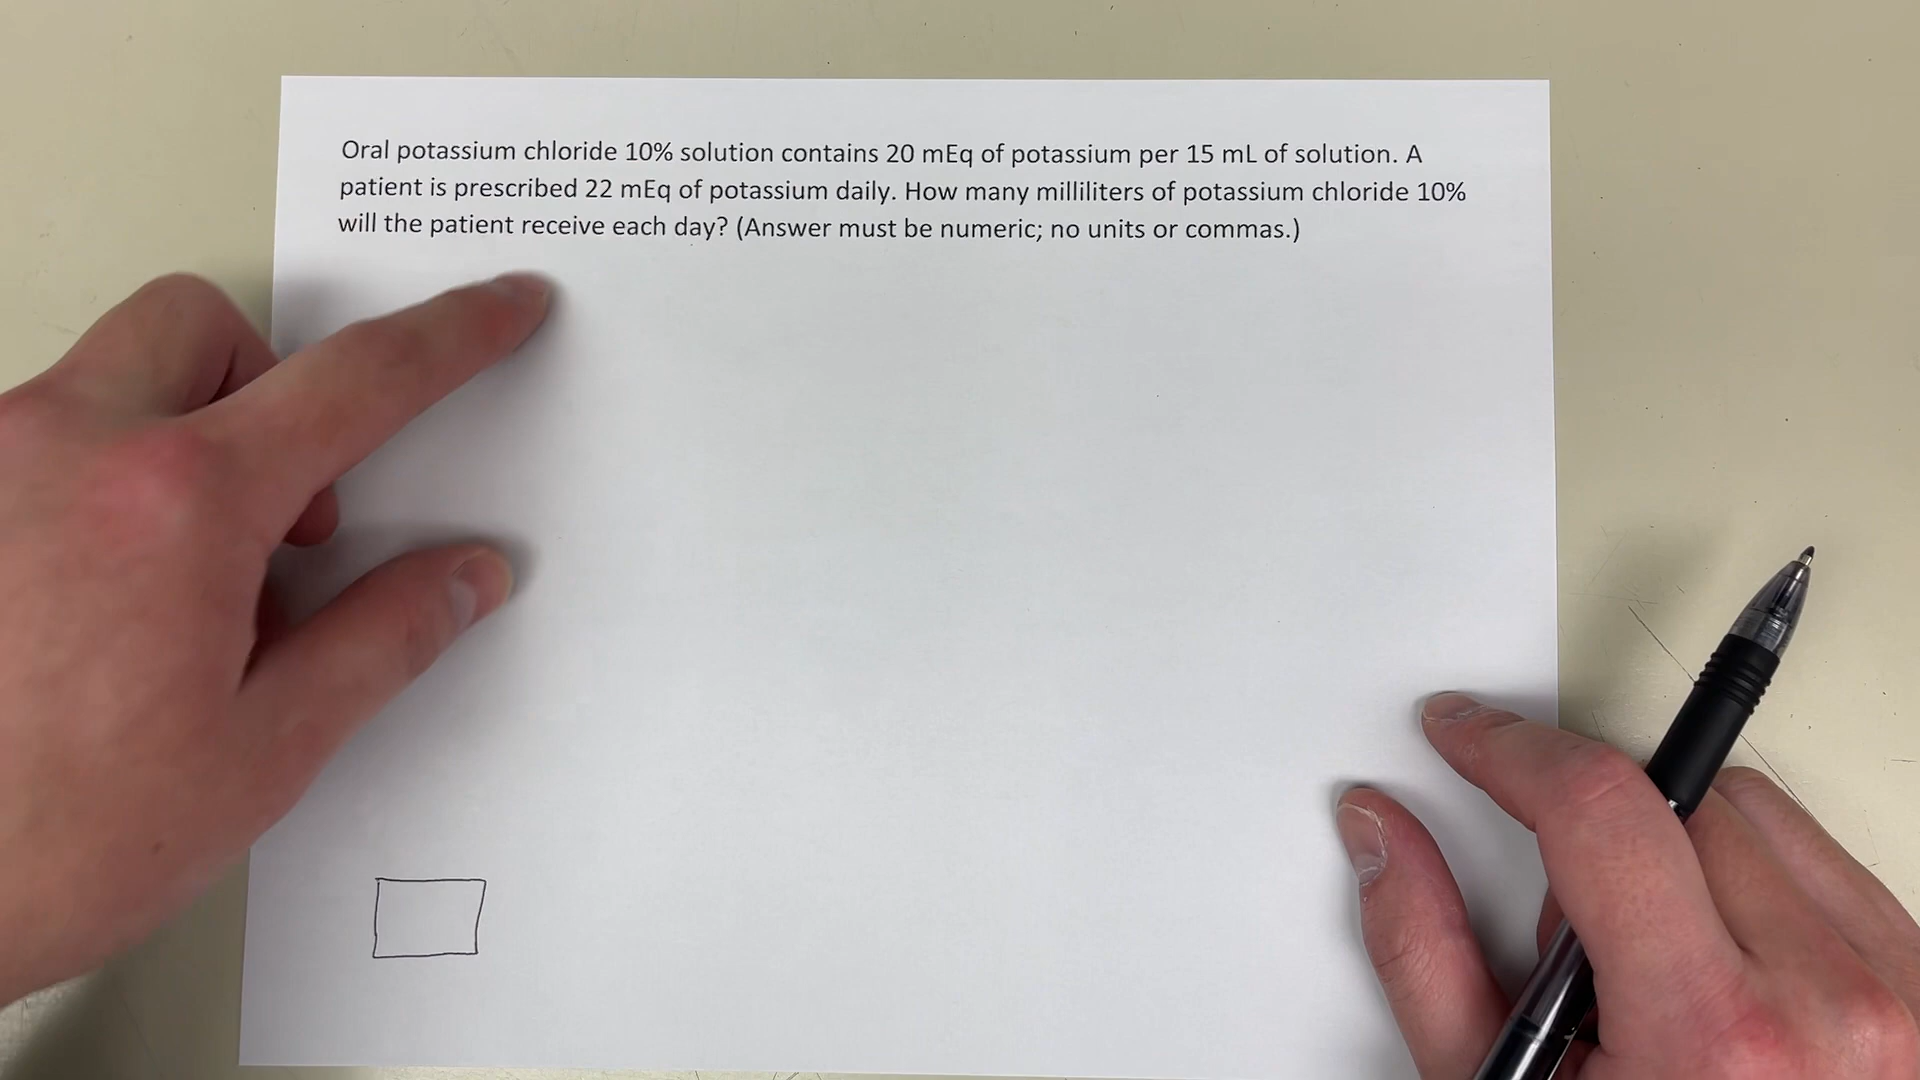 Oral potassium chloride 10% solution contains 20 mEq of potassium per 15 mL of solution. A
patient is prescribed 22 mEq of potassium daily. How many milliliters of potassium chloride 10%
will the patient receive each day? (Answer must be numeric; no units or commas.)